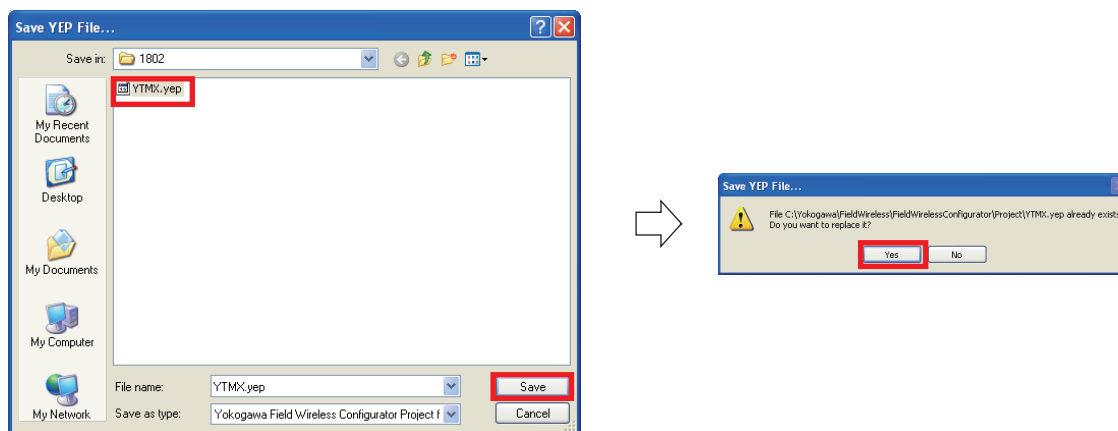 Save YEP File...
Save in:
1802
YTMX.yep
My Recent
Documents
Desktop
My Documents
My Computer
My Network
File name:
YTMX.yep
Save
Save as type:
Yokogawa Field Wireless Configurator Project f
Cancel
Save YEP File...
File C:\Yokogawa\FieldWireless\FieldWirelessConfigurator\Project\YTMX.yep already exists
Do you want to replace it?
Yes
No